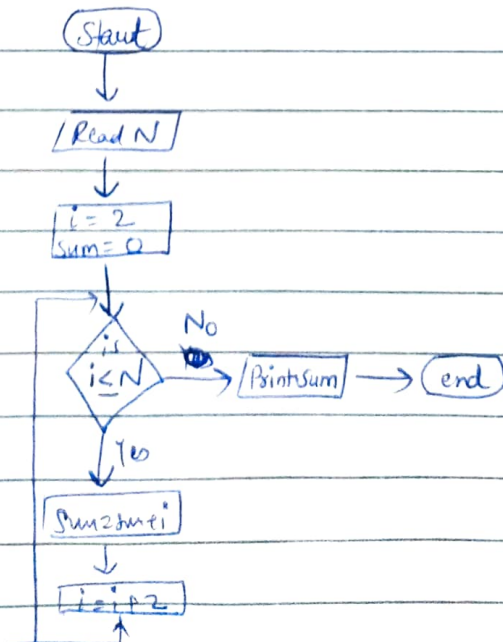 Start
Read N
i = 2
sum = 0
is
i ≤ N
No
Print sum
end
Yes
sum = sum + i
i = i + 2